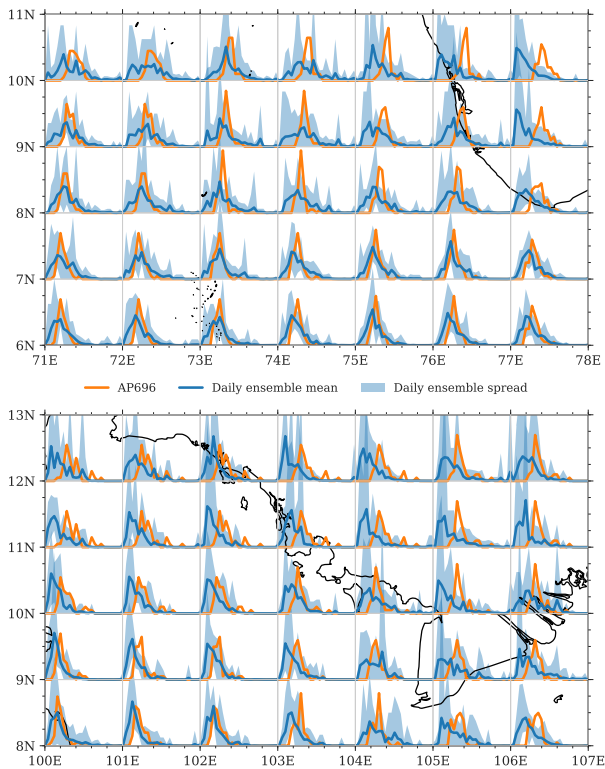 11N
10N
9N
8N
7N
6N
71E 72E 73E 74E 75E 76E 77E 78E
AP696 Daily ensemble mean Daily ensemble spread
13N
12N
11N
10N
9N
8N
100E 101E 102E 103E 104E 105E 106E 107E